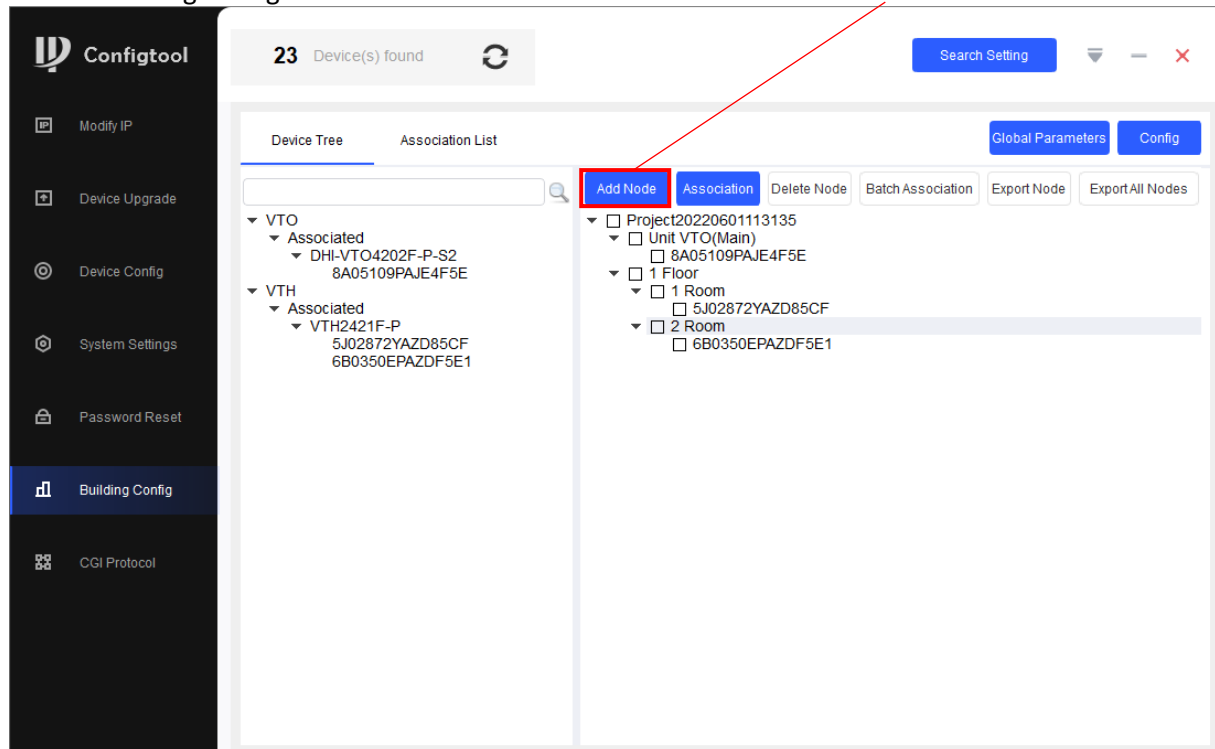 Configtool
23 Device(s) found
Search Setting
Modify IP
Device Upgrade
Device Config
System Settings
Password Reset
Building Config
CGI Protocol
Device Tree Association List
Global Parameters Config
Add Node Association Delete Node Batch Association Export Node Export All Nodes
VTO
Associated
DHI-VTO4202F-P-S2
8A05109PAJE4F5E
VTH
Associated
VTH2421F-P
5J02872YAZD85CF
6B0350EPAZDF5E1
Project20220601113135
Unit VTO(Main)
8A05109PAJE4F5E
1 Floor
1 Room
5J02872YAZD85CF
2 Room
6B0350EPAZDF5E1